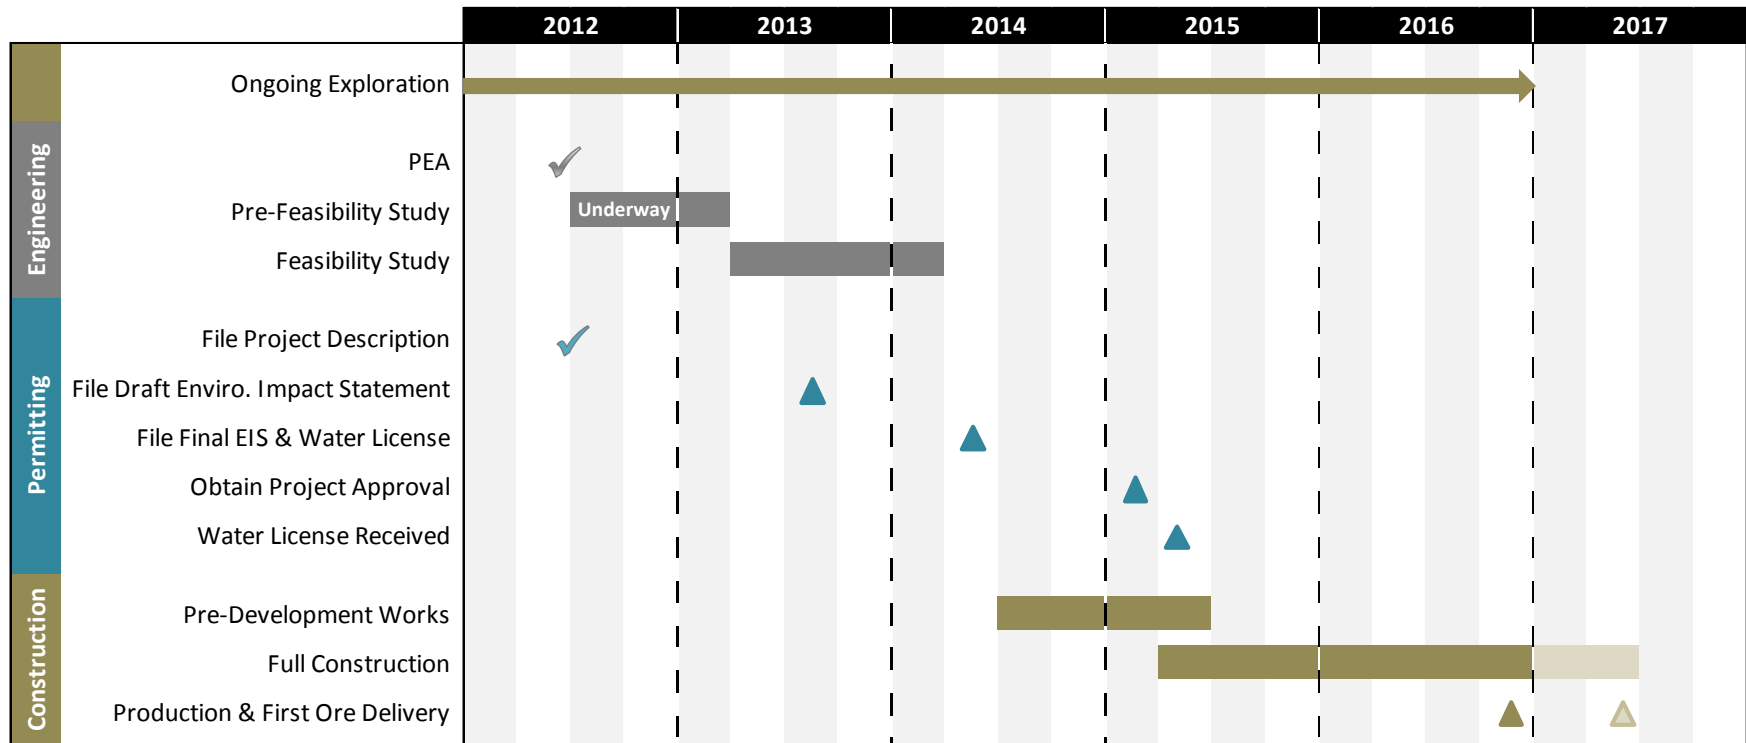 2012 2013 2014 2015 2016 2017
Ongoing Exploration
Engineering
PEA
Pre-Feasibility Study Underway
Feasibility Study
Permitting
File Project Description
File Draft Enviro. Impact Statement
File Final EIS & Water License
Obtain Project Approval
Water License Received
Construction
Pre-Development Works
Full Construction
Production & First Ore Delivery